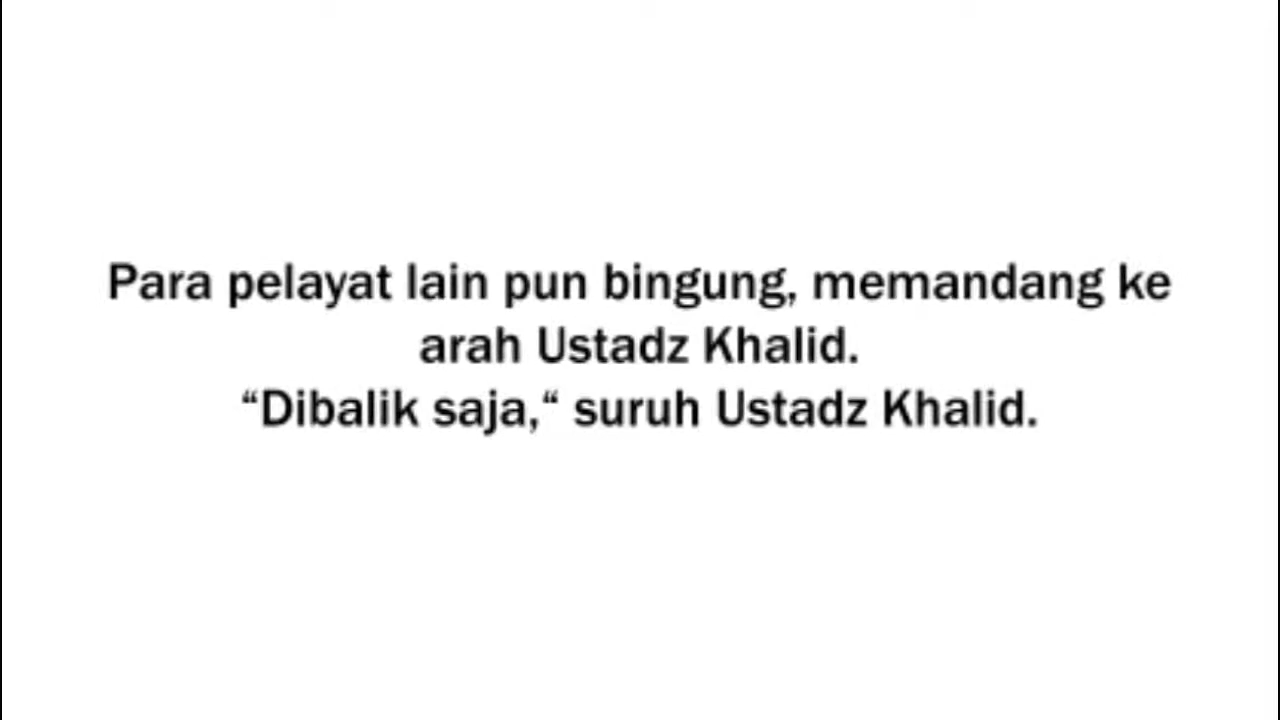 Para pelayat lain pun bingung, memandang ke
arah Ustadz Khalid.
“Dibalik saja,“ suruh Ustadz Khalid.